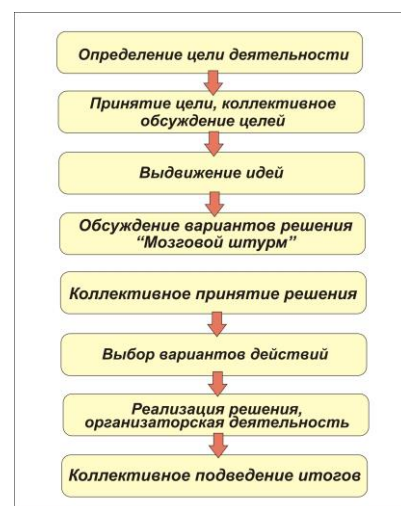 Определение цели деятельности
Принятие цели, коллективное
обсуждение целей
Выдвижение идей
Обсуждение вариантов решения
“Мозговой штурм”
Коллективное принятие решения
Выбор вариантов действий
Реализация решения,
организаторская деятельность
Коллективное подведение итогов